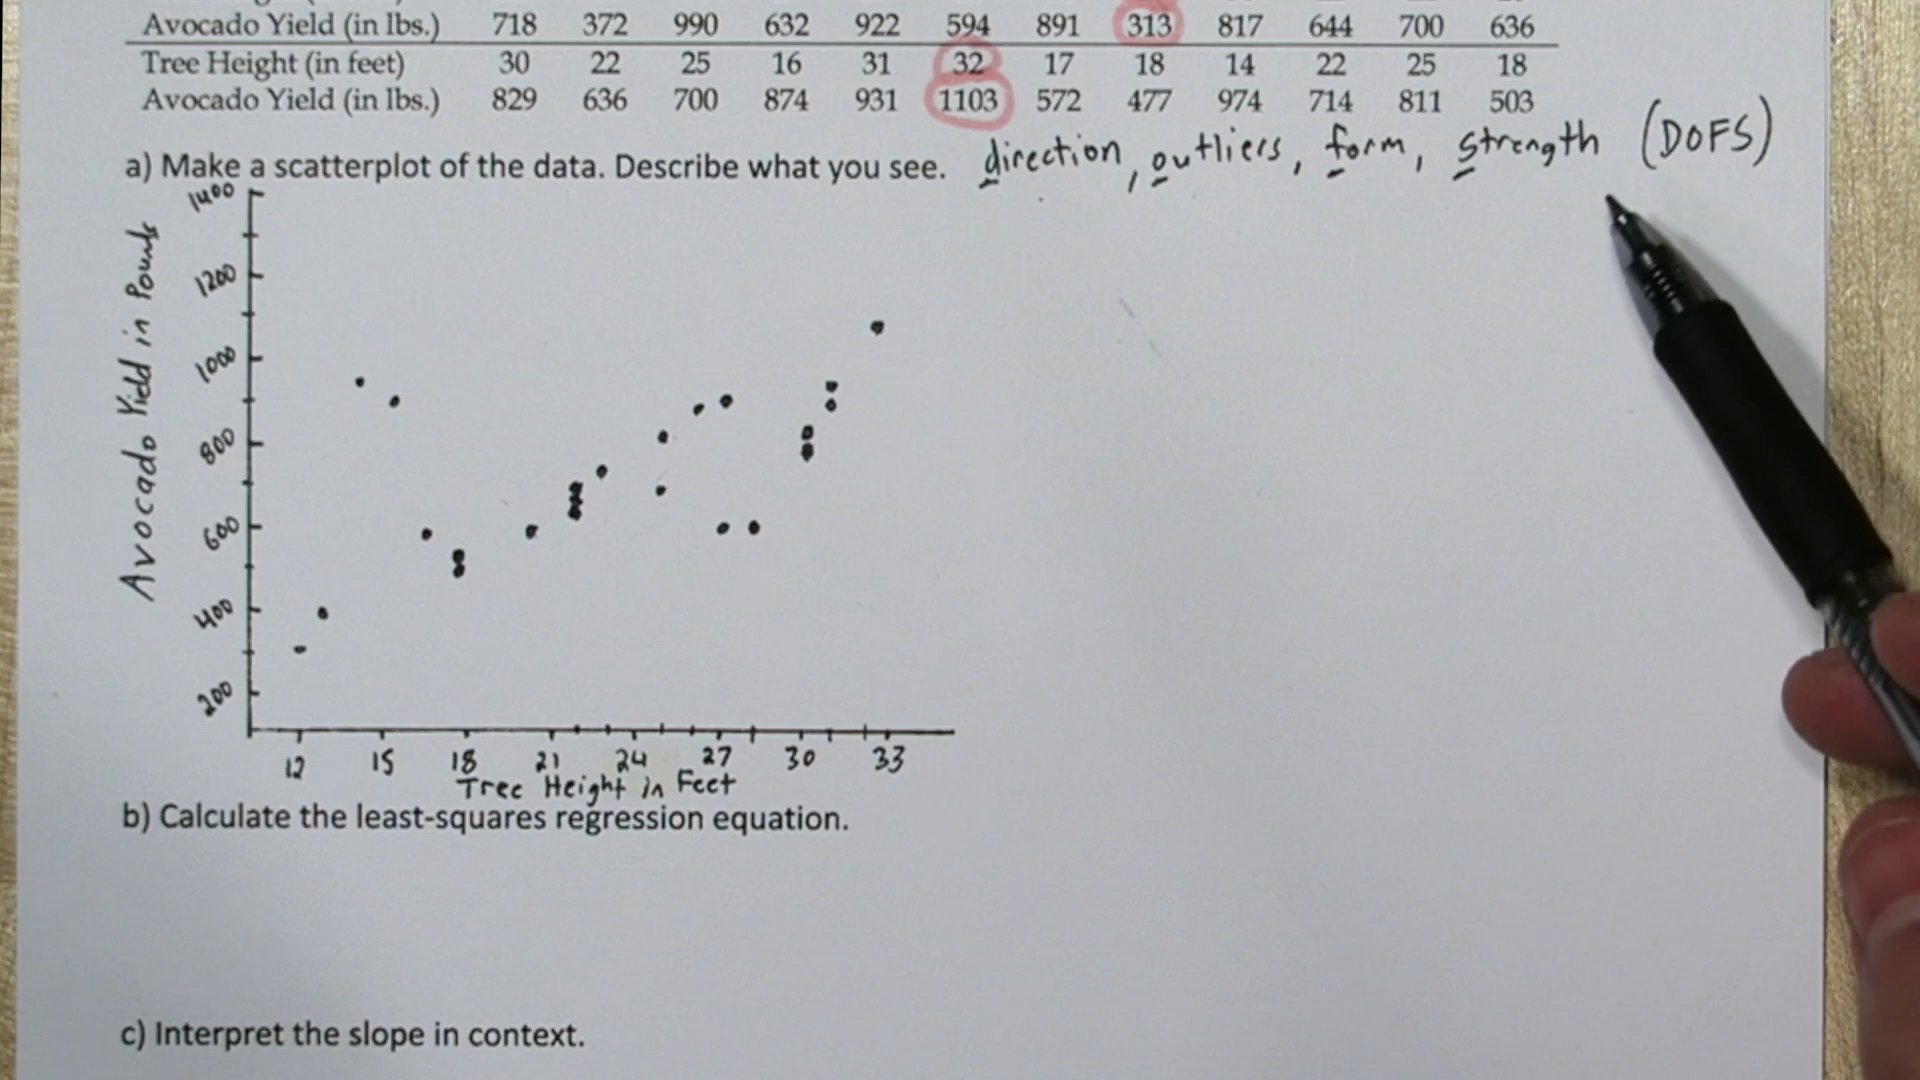 Avocado Yield (in lbs.) 718 372 990 632 922 594 891 313 817 644 700 636
Tree Height (in feet) 30 22 25 16 31 32 17 18 14 22 25 18
Avocado Yield (in lbs.) 829 636 700 874 931 1103 572 477 974 714 811 503
a) Make a scatterplot of the data. Describe what you see. direction, outliers, form, strength (DOFS)
1400
1200
1000
800
600
400
200
Avocado Yield in Pounds
12 15 18 21 24 27 30 33
Tree Height in Feet
b) Calculate the least-squares regression equation.
c) Interpret the slope in context.